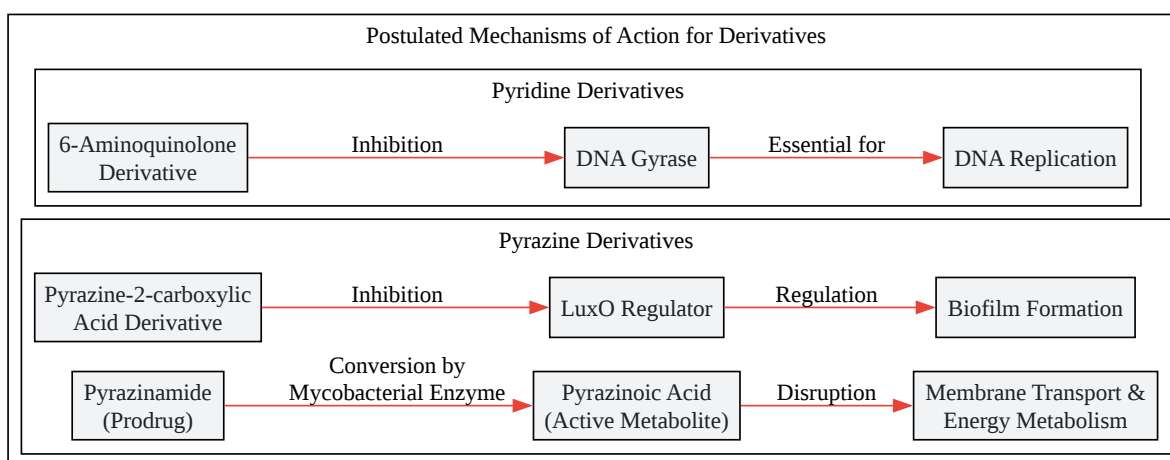 Postulated Mechanisms of Action for Derivatives
Pyridine Derivatives
6-Aminoquinolone
Derivative
Inhibition
DNA Gyrase
Essential for
DNA Replication
Pyrazine Derivatives
Pyrazine-2-carboxylic
Acid Derivative
Inhibition
LuxO Regulator
Regulation
Biofilm Formation
Pyrazinamide
(Prodrug)
Conversion by
Mycobacterial Enzyme
Pyrazinoic Acid
(Active Metabolite)
Disruption
Membrane Transport &
Energy Metabolism